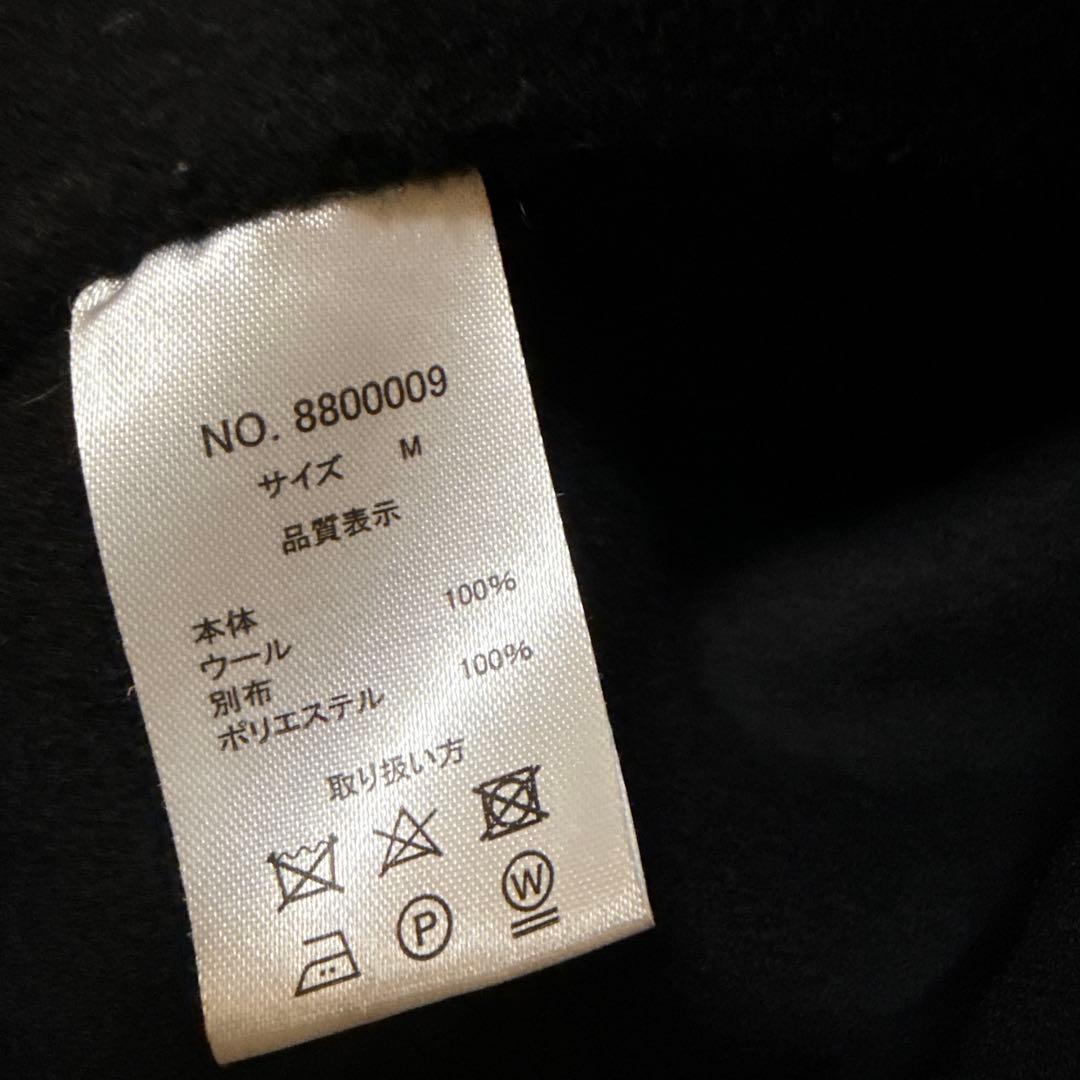 NO. 8800009
サイズ M
品質表示
本体
ウール 100%
別布
ポリエステル 100%
取り扱い方
P W